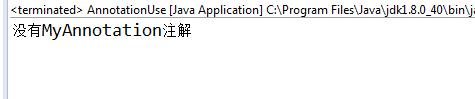 <terminated> AnnotationUse [Java Application] C:\Program Files\Java\jdk1.8.0_40\bin\j
没有MyAnnotation注解